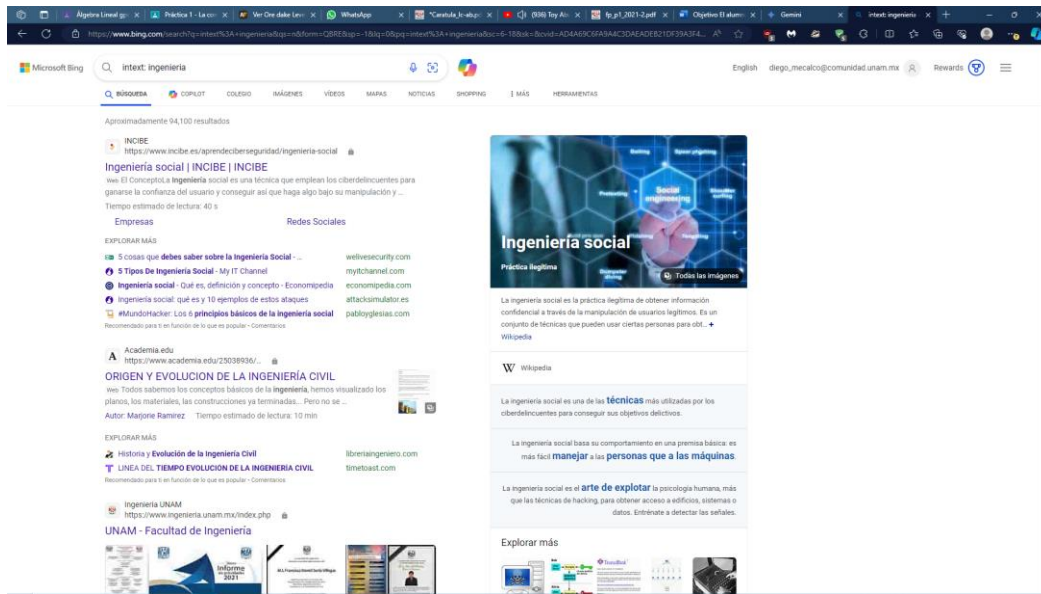 Álgebra Lineal gp
Práctica 1 - La con
Ver Ore dake Leve
WhatsApp
(936) Toy Al
fp_p1_2021-2.pdf
Objetivo El alumn
Gemini
intext: ingenieria
Microsoft Bing
intext: ingenieria
English
diego_mecalco@comunidad.unam.mx
Rewards
BÚSQUEDA
COPILOT
COLEGIO
IMÁGENES
VÍDEOS
MAPAS
NOTICIAS
SHOPPING
MÁS
HERRAMIENTAS
Aproximadamente 94,100 resultados
INCIBE
https://www.incibe.es/aprendeciberseguridad/ingenieria-social
Ingeniería social | INCIBE | INCIBE
Web El ConceptoLa Ingeniería social es una técnica que emplean los ciberdelincuentes para
ganarse la confianza del usuario y conseguir así que haga algo bajo su manipulación y ...
Tiempo estimado de lectura: 40 s
Empresas
Redes Sociales
EXPLORAR MÁS
5 cosas que debes saber sobre la Ingeniería Social - ...
welivesecurity.com
5 Tipos De Ingeniería Social - My IT Channel
myitchannel.com
Ingeniería social - Qué es, definición y concepto - Economipedia
economipedia.com
Ingeniería social: qué es y 10 ejemplos de estos ataques
attacksimulator.es
#MundoHacker: Los 6 principios básicos de la ingeniería social
pabloyglesias.com
Recomendado para ti en función de lo que es popular • Comentarios
Academia.edu
https://www.academia.edu/25038936/...
ORIGEN Y EVOLUCION DE LA INGENIERÍA CIVIL
Web Todos sabemos los conceptos básicos de la ingeniería, hemos visualizado los
planos, los materiales, las construcciones ya terminadas... Pero no se ...
Autor: Marjorie Ramirez
Tiempo estimado de lectura: 10 min
EXPLORAR MÁS
Historia y Evolución de la Ingeniería Civil
libreriaingeniero.com
LINEA DEL TIEMPO EVOLUCIÓN DE LA INGENIERÍA CIVIL
timetoast.com
Recomendado para ti en función de lo que es popular • Comentarios
Ingenieria UNAM
https://www.ingenieria.unam.mx/index.php
UNAM - Facultad de Ingeniería
Informe
2021
Baiting
Pretexting
Social
engineering
Ingeniería social
Práctica ilegítima
Todas las imágenes
La ingeniería social es la práctica ilegítima de obtener información
confidencial a través de la manipulación de usuarios legítimos. Es un
conjunto de técnicas que pueden usar ciertas personas para obt... +
Wikipedia
Wikipedia
La ingeniería social es una de las técnicas más utilizadas por los
ciberdelincuentes para conseguir sus objetivos delictivos.
La ingeniería social basa su comportamiento en una premisa básica: es
más fácil manejar a las personas que a las máquinas.
La ingeniería social es el arte de explotar la psicología humana, más
que las técnicas de hacking, para obtener acceso a edificios, sistemas o
datos. Entrénate a detectar las señales.
Explorar más